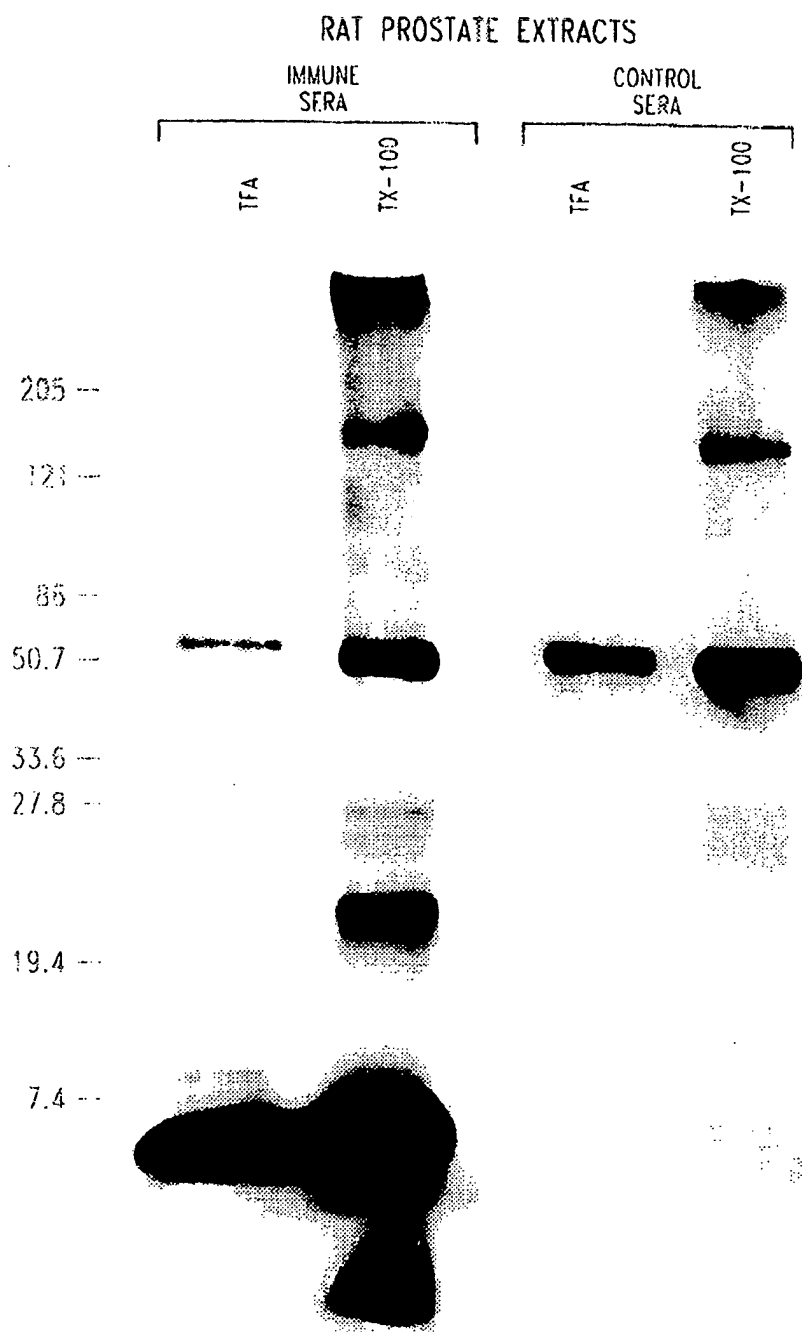 RAT PROSTATE EXTRACTS
IMMUNE
SERA
CONTROL
SERA
TFA
TX-100
TFA
TX-100
205
121
86
50.7
33.6
27.8
19.4
7.4